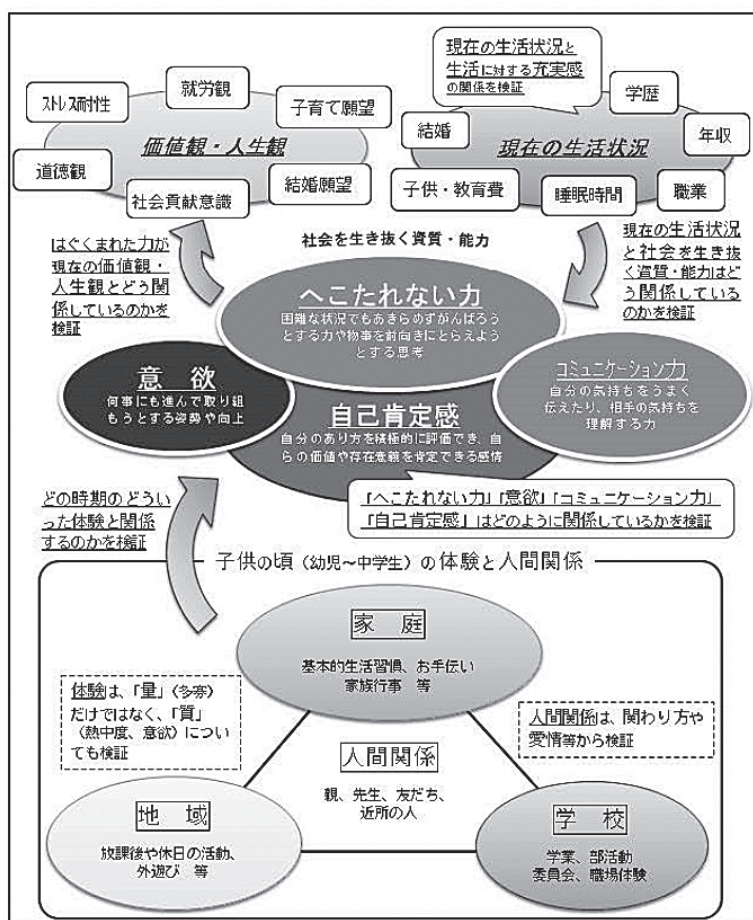 現在の生活状況と
生活に対する充実感
の関係を検証
ストレス耐性
就労観
子育て願望
道徳観
価値観・人生観
社会貢献意識
結婚願望
学歴
結婚
年収
現在の生活状況
子供・教育費
睡眠時間
職業
はぐくまれた力が
現在の価値観・
人生観とどう関
係しているのかを
検証
社会を生き抜く資質・能力
現在の生活状況
と社会を生き抜
く資質・能力はど
う関係している
のかを検証
へこたれない力
困難な状況でもあきらめずがんばろう
とする力や物事を前向きにとらえよう
とする思考
意欲
何事にも進んで取り組
もうとする姿勢や向上
コミュニケーション力
自分の気持ちをうまく
伝えたり、相手の気持ちを
理解する力
自己肯定感
自分のあり方を積極的に評価でき、自
らの価値や存在意義を肯定できる感情
どの時期のどうい
った体験と関係
するのかを検証
「へこたれない力」「意欲」「コミュニケーション力」
「自己肯定感」はどのように関係しているかを検証
子供の頃(幼児~中学生)の体験と人間関係
家庭
基本的生活習慣、お手伝い
家族行事 等
体験は、「量」(多寡)
だけではなく、「質」
(熱中度、意欲)につい
ても検証
人間関係は、関わり方や
愛情等から検証
人間関係
親、先生、友だち、
近所の人
地域
放課後や休日の活動、
外遊び 等
学校
学業、部活動
委員会、職場体験